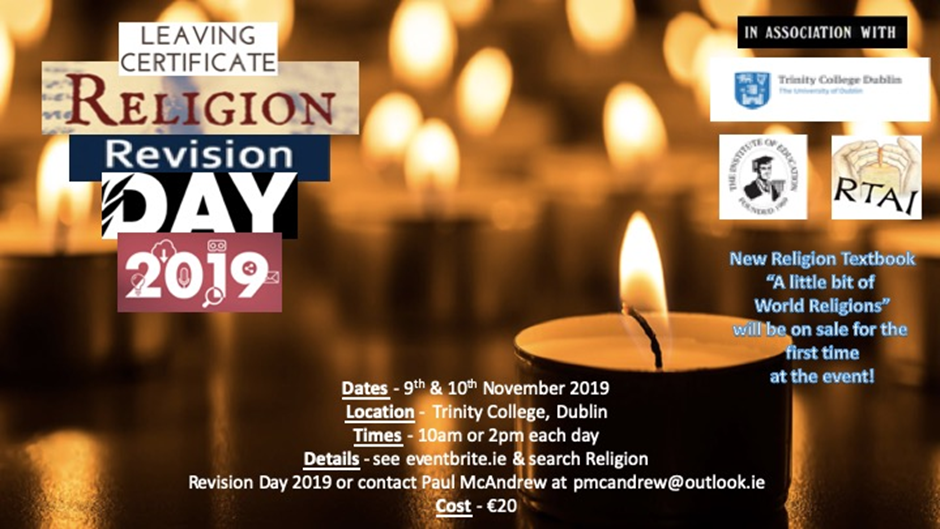 LEAVING
CERTIFICATE
RELIGION
Revision
DAY
2019
IN ASSOCIATION WITH
Trinity College Dublin
The University of Dublin
THE INSTITUTE OF EDUCATION
FOUNDED 1969
RTAI
New Religion Textbook
“A little bit of
World Religions”
will be on sale for the
first time
at the event!
Dates - 9th & 10th November 2019
Location - Trinity College, Dublin
Times - 10am or 2pm each day
Details - see eventbrite.ie & search Religion
Revision Day 2019 or contact Paul McAndrew at pmcandrew@outlook.ie
Cost - €20